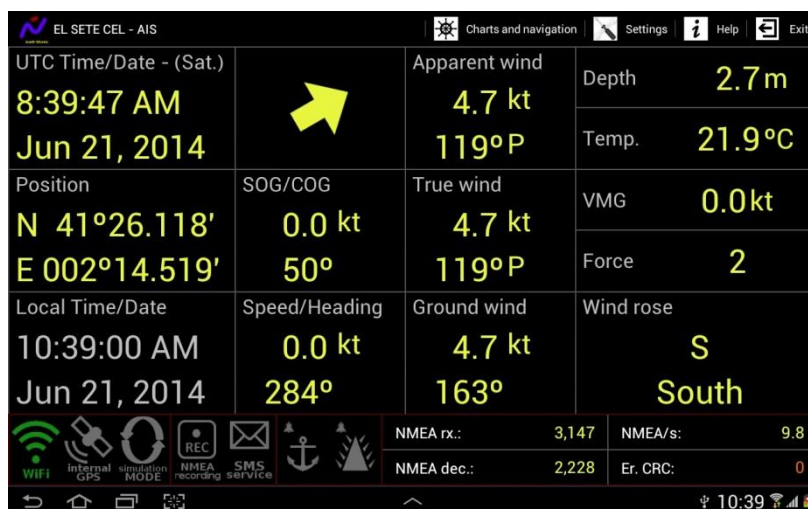 EL SETE CEL - AIS
Charts and navigation
Settings
i Help
Exit
UTC Time/Date - (Sat.)
8:39:47 AM
Jun 21, 2014
Apparent wind
4.7 kt
119º P
Depth 2.7 m
Temp. 21.9 ºC
Position
N 41º26.118'
E 002º14.519'
SOG/COG
0.0 kt
50º
True wind
4.7 kt
119º P
VMG 0.0 kt
Force 2
Local Time/Date
10:39:00 AM
Jun 21, 2014
Speed/Heading
0.0 kt
284º
Ground wind
4.7 kt
163º
Wind rose
S
South
WiFi
internal
GPS
simulation
MODE
REC
NMEA
recording
SMS
service
NMEA rx.: 3,147
NMEA/s: 9.8
NMEA dec.: 2,228
Er. CRC: 0
10:39